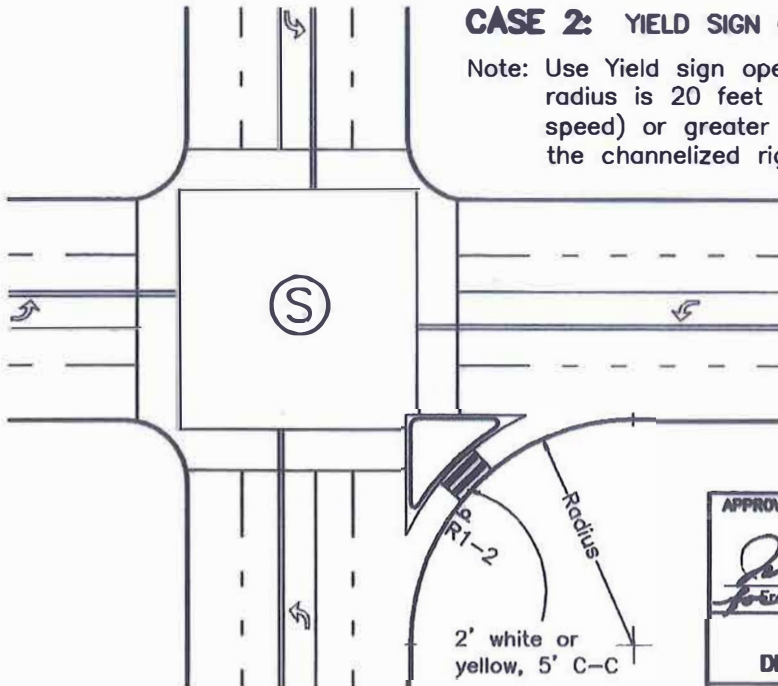 CASE 2: YIELD SIGN
Note: Use Yield sign ope
radius is 20 feet
speed) or greater
the channelized rig
S
R1-2
Radius
2' white or
yellow, 5' C-C
APPROV